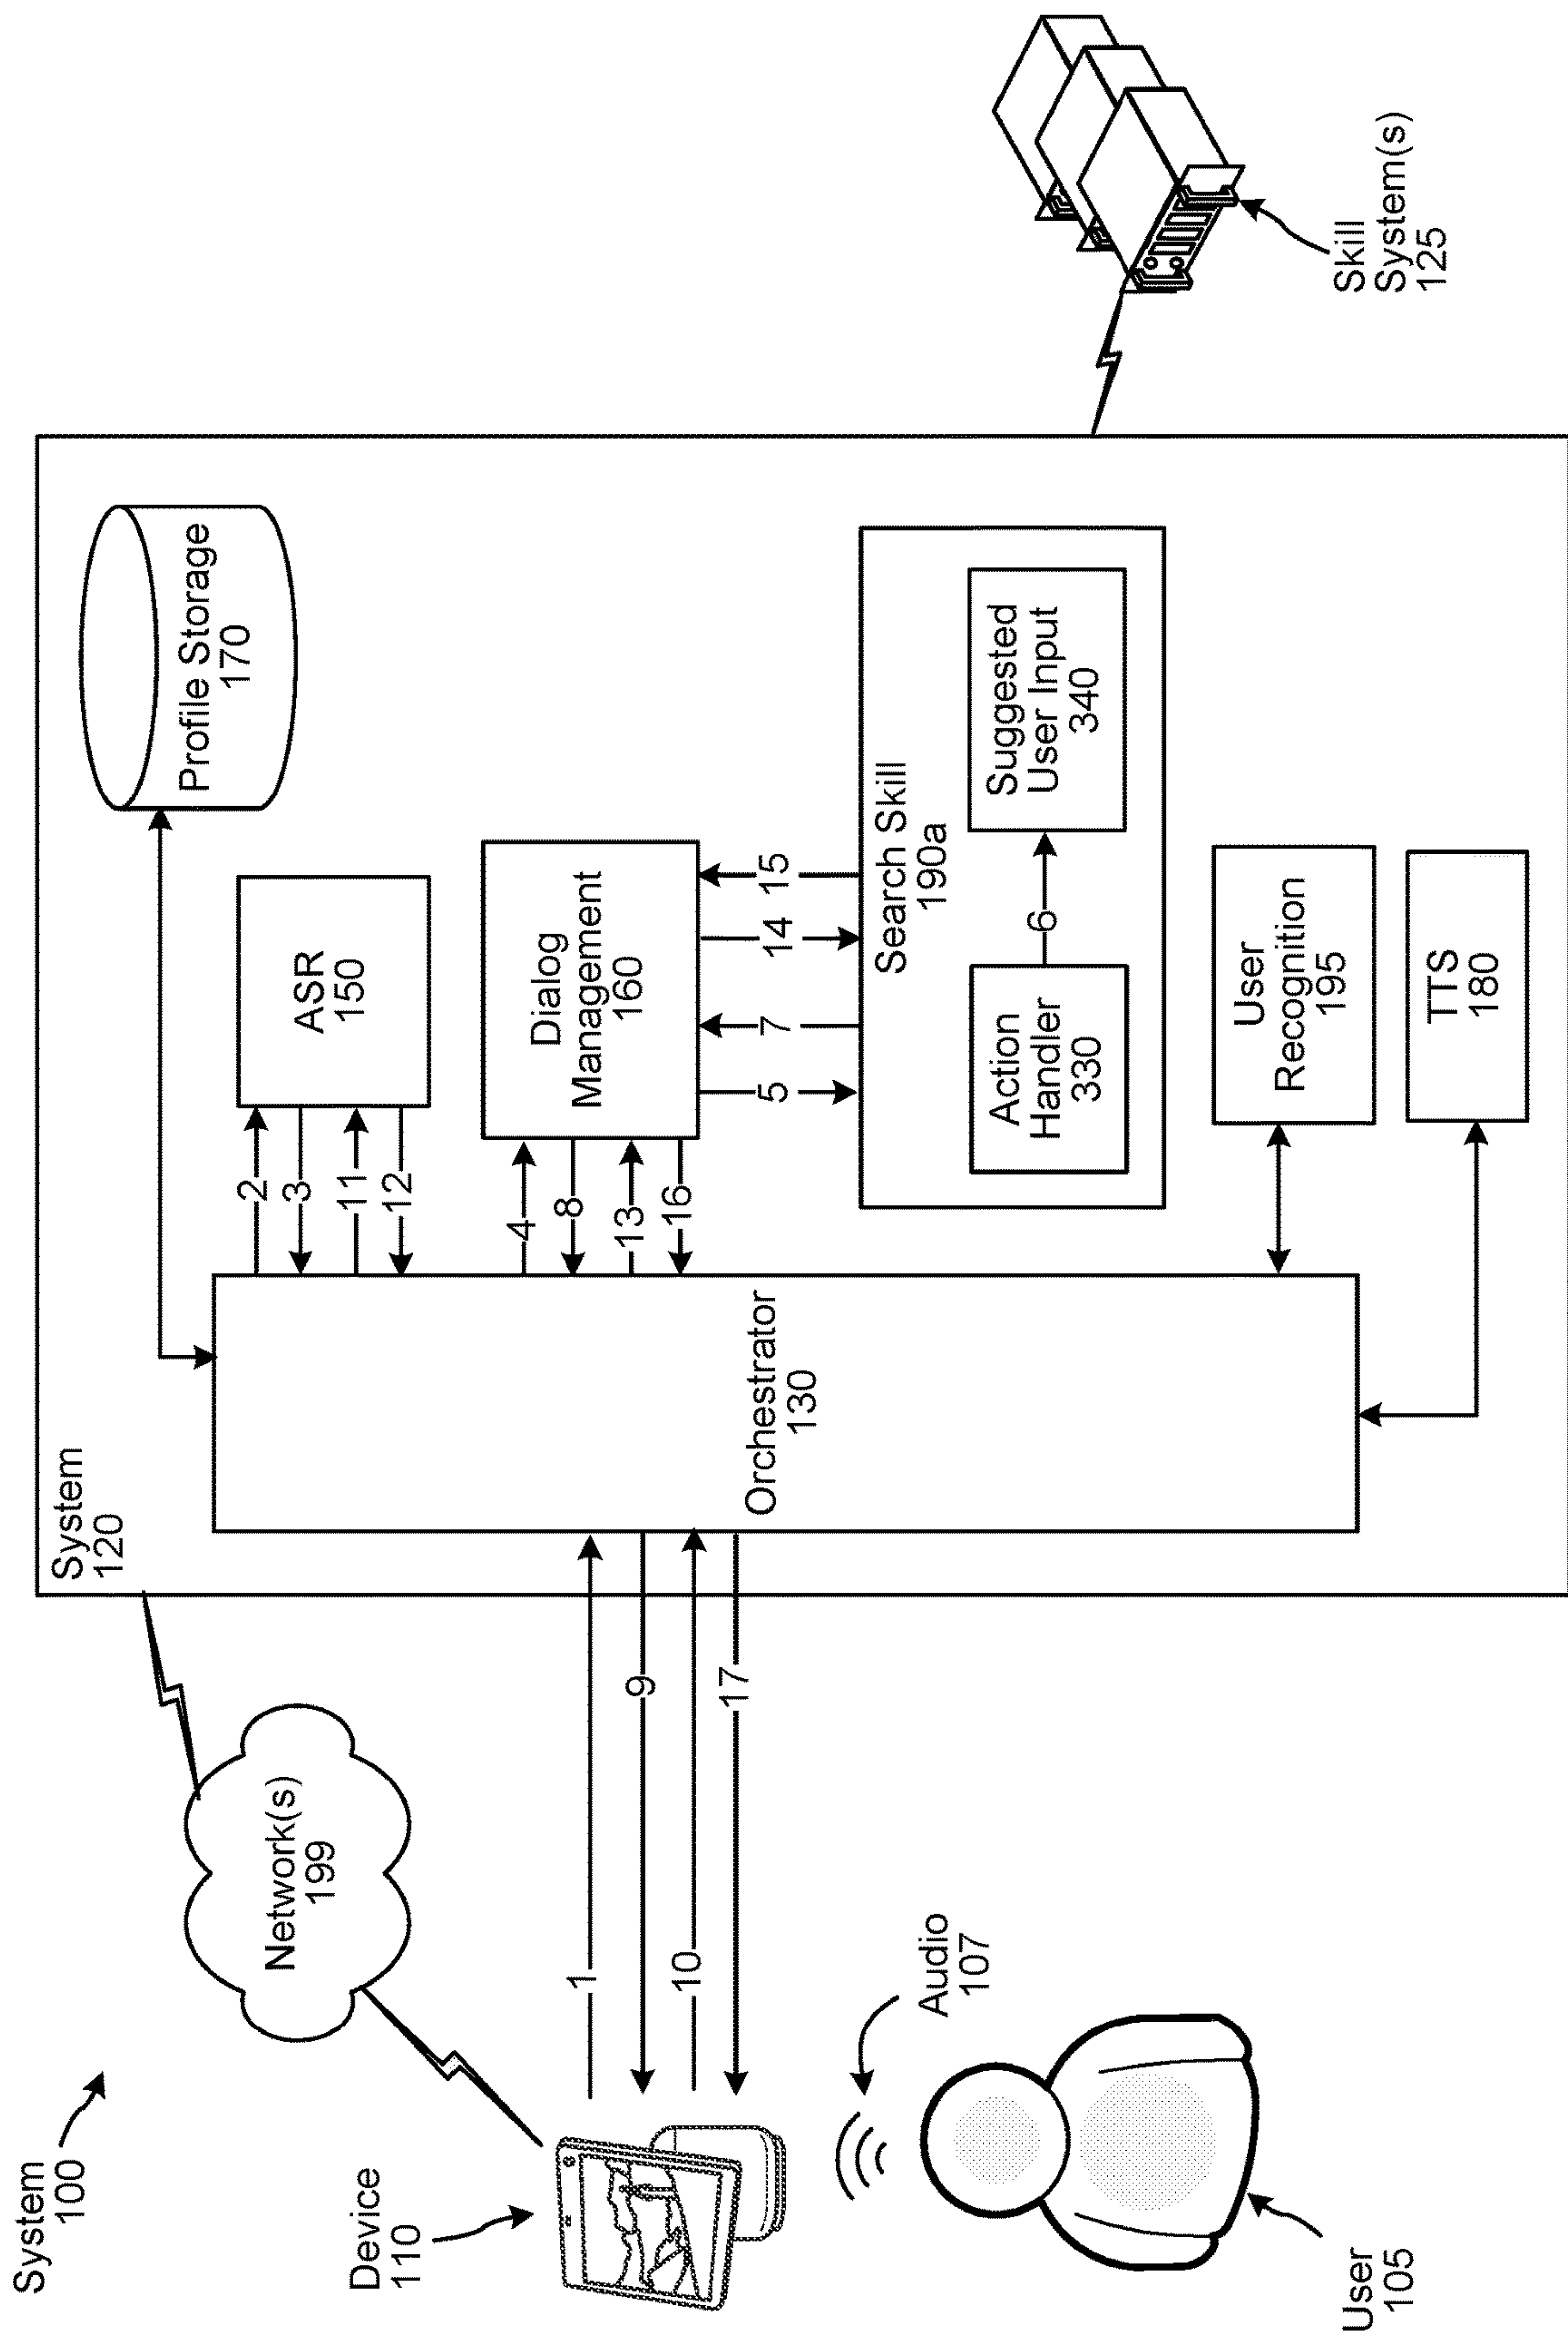 System
100
Device
110
User
105
Audio
107
Network(s)
199
1
9
10
17
System
120
Orchestrator
130
2
3
11
12
4
8
13
16
ASR
150
Profile Storage
170
Dialog
Management
160
5
7
14
15
Search Skill
190a
Action
Handler
330
6
Suggested
User Input
340
User
Recognition
195
TTS
180
Skill
System(s)
125